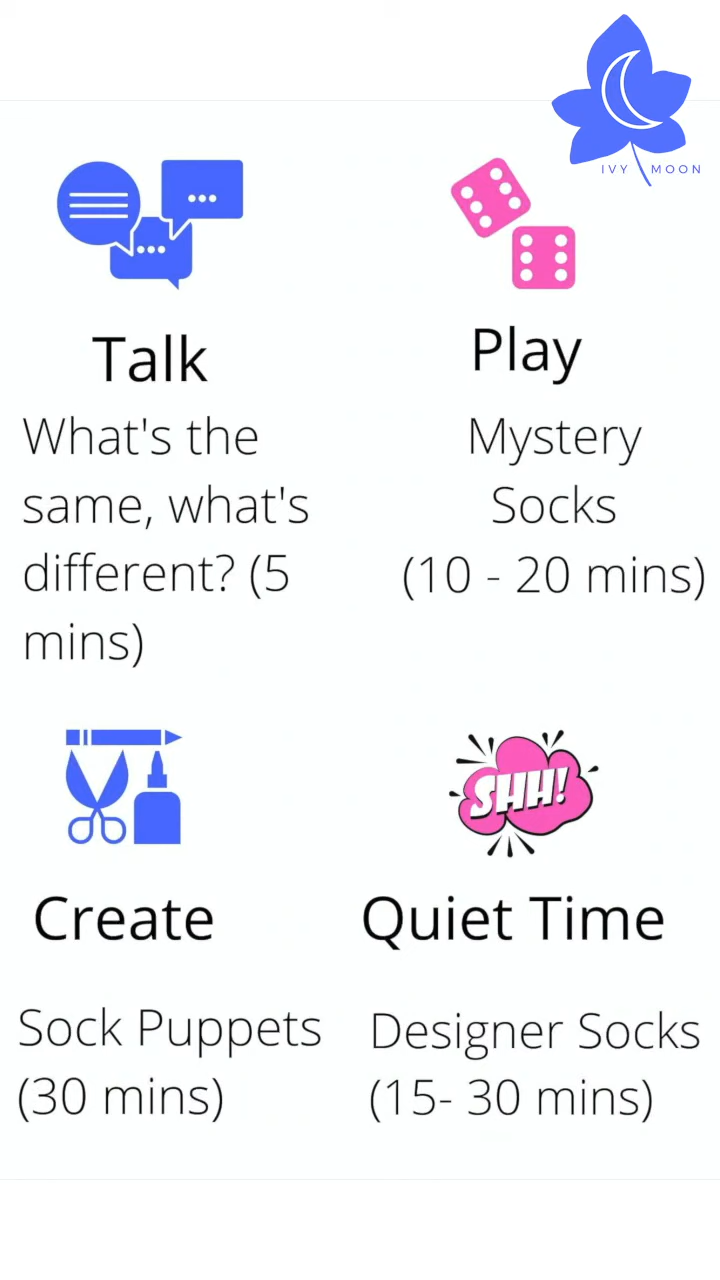 IVY MOON
Talk
What's the
same, what's
different? (5
mins)
Play
Mystery
Socks
(10 - 20 mins)
Create
Sock Puppets
(30 mins)
SHH!
Quiet Time
Designer Socks
(15- 30 mins)